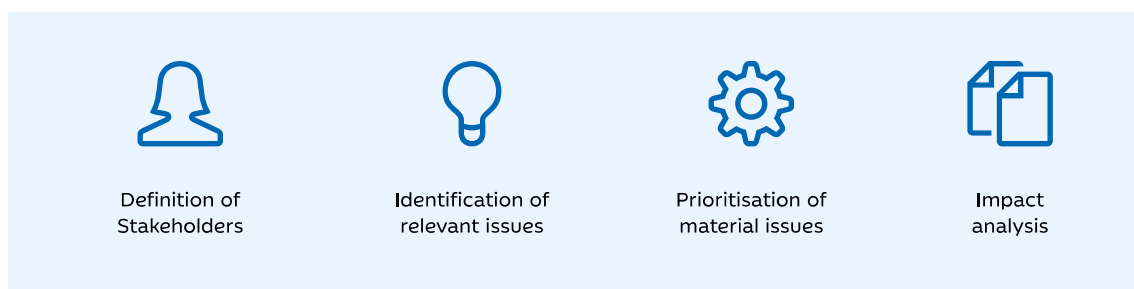 Definition of
Stakeholders
Identification of
relevant issues
Prioritisation of
material issues
Impact
analysis